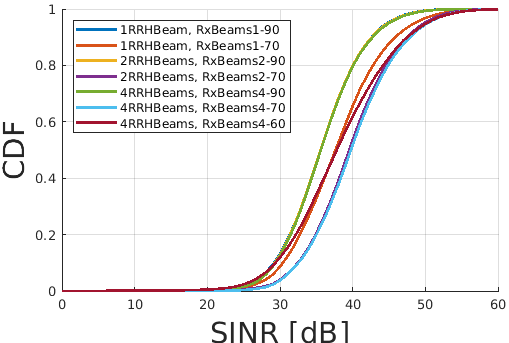 1
0.8
0.6
0.4
0.2
0
CDF
1RRHBeam, RxBeams1-90
1RRHBeam, RxBeams1-70
2RRHBeams, RxBeams2-90
2RRHBeams, RxBeams2-70
4RRHBeams, RxBeams4-90
4RRHBeams, RxBeams4-70
4RRHBeams, RxBeams4-60
0 10 20 30 40 50 60
SINR [dB]